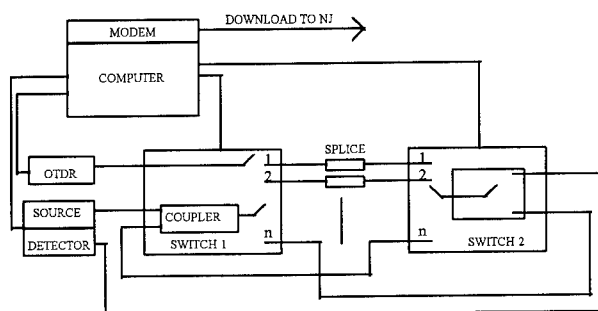 MODEM
DOWNLOAD TO NJ
COMPUTER
OTDR
SOURCE
DETECTOR
COUPLER
SWITCH 1
1
2
n
SPLICE
1
2
n
SWITCH 2